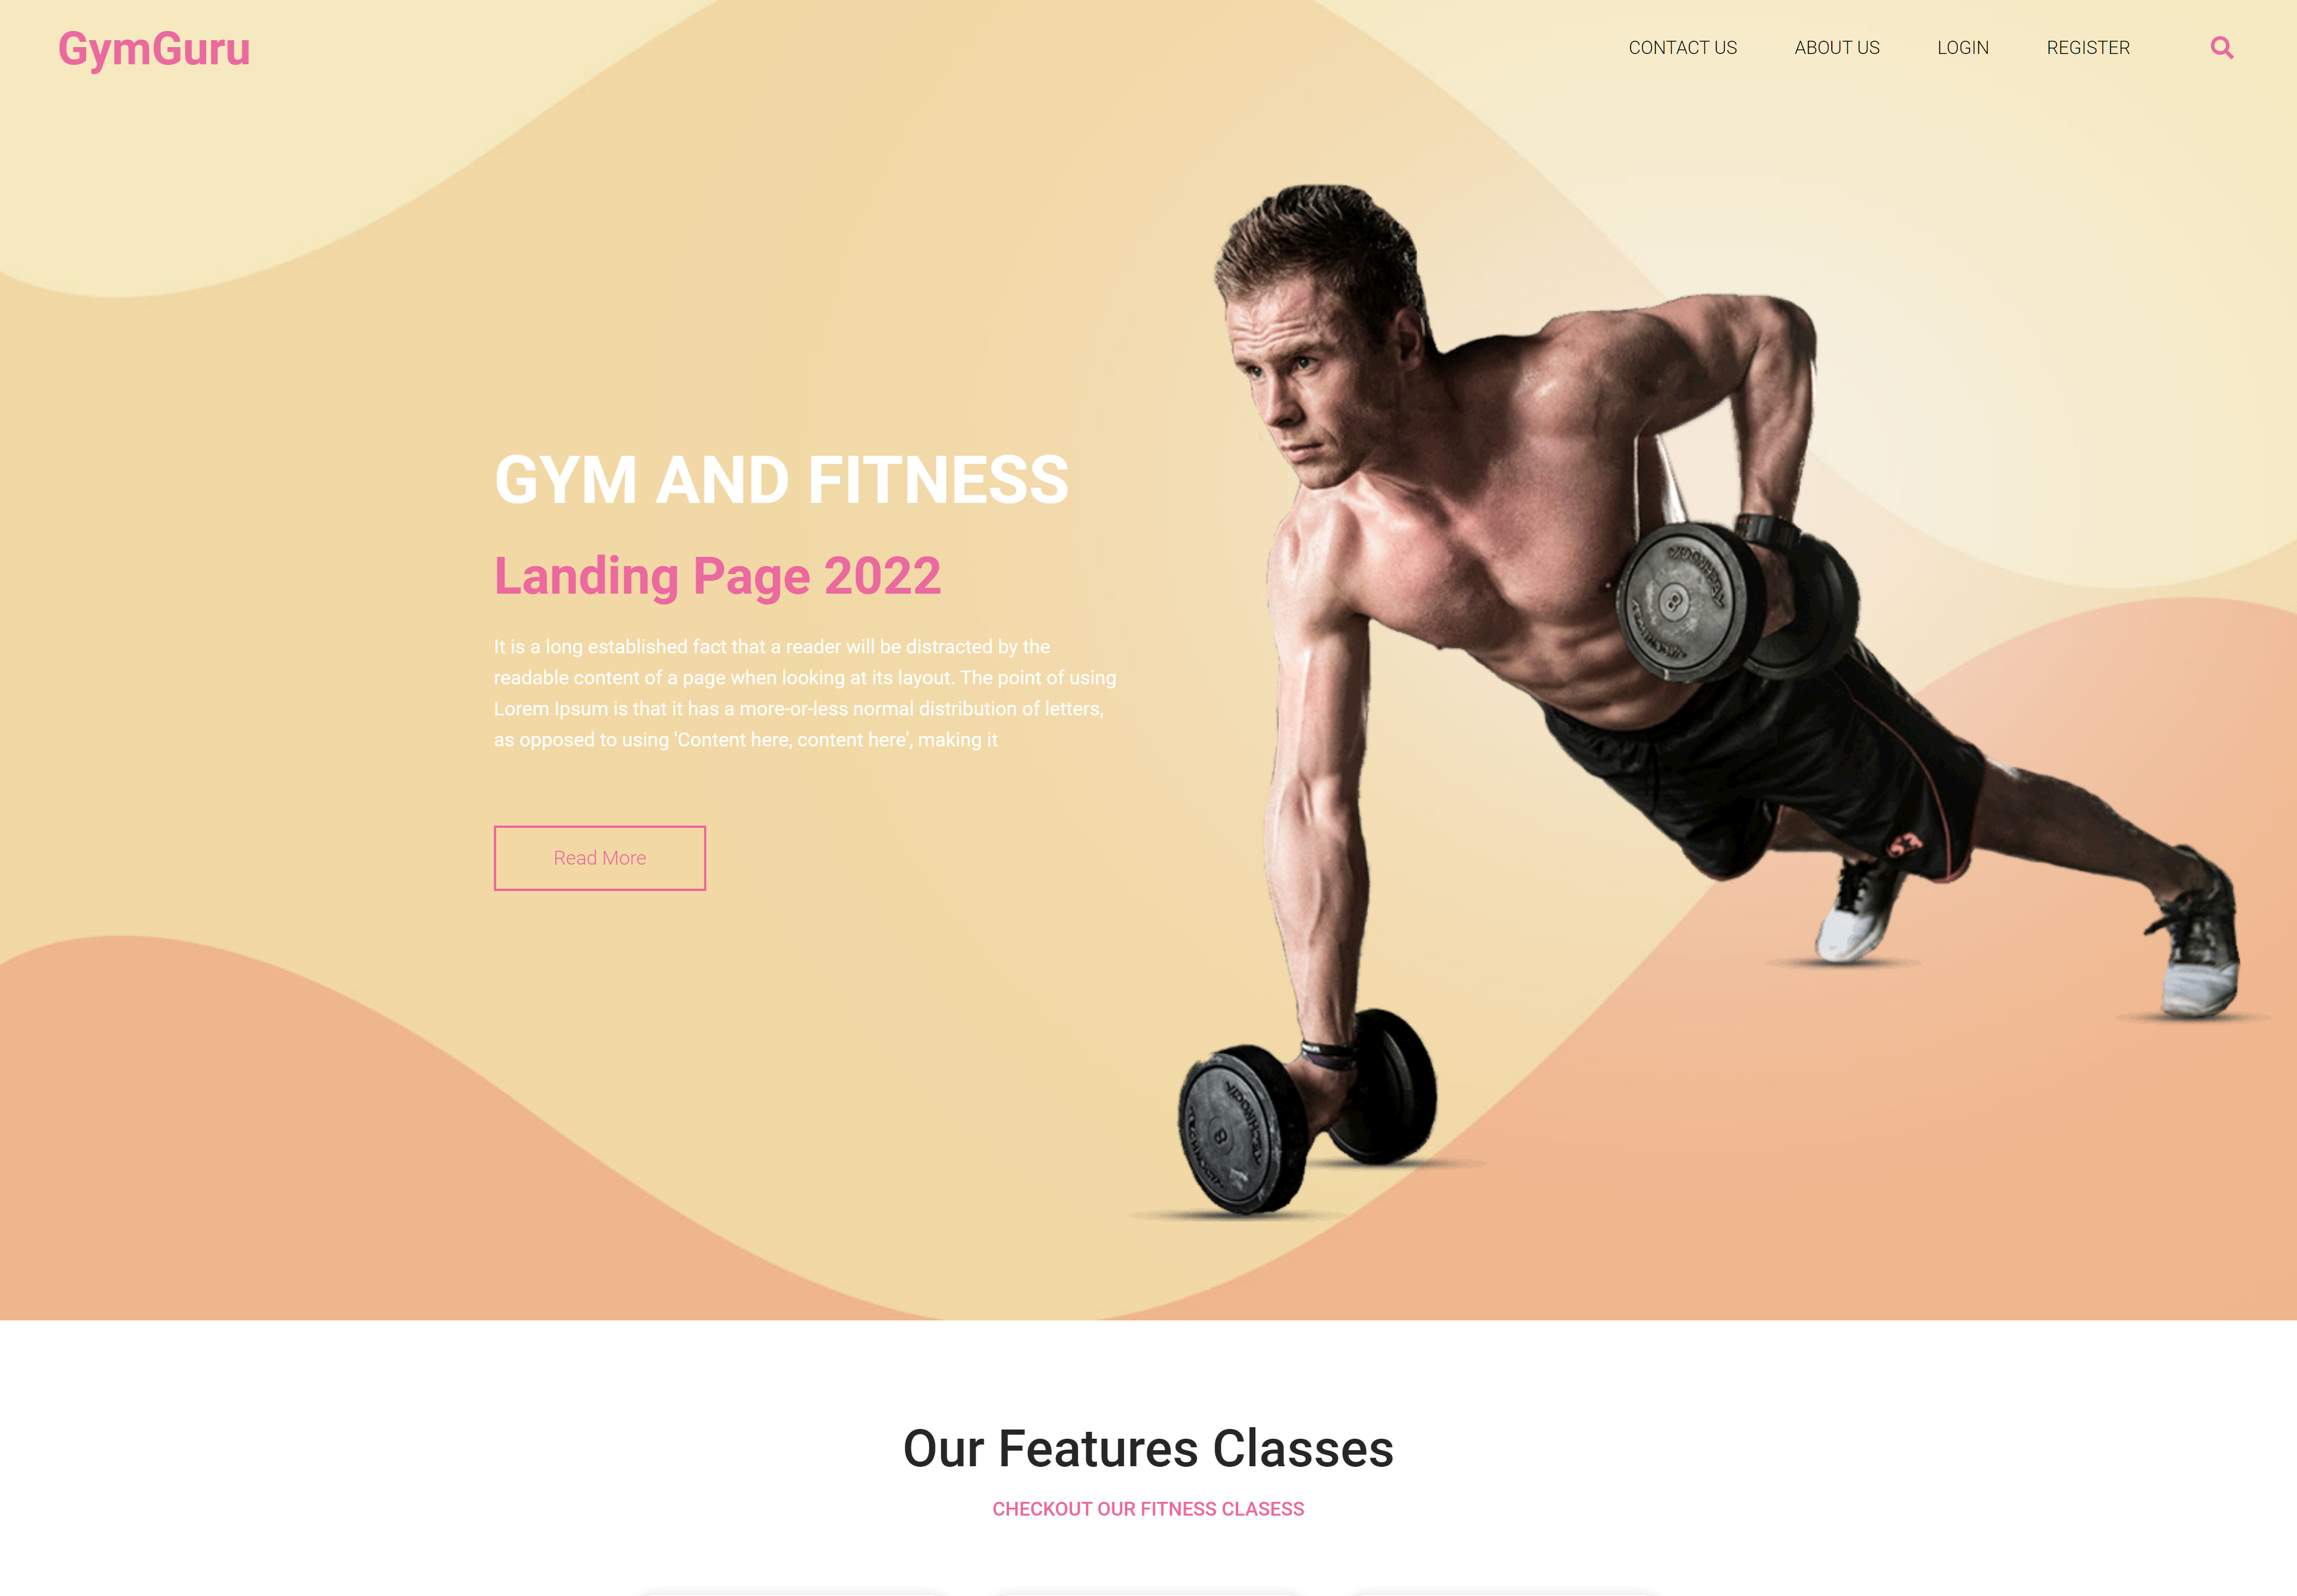 GymGuru
CONTACT US
ABOUT US
LOGIN
REGISTER
GYM AND FITNESS
Landing Page 2022
It is a long established fact that a reader will be distracted by the
readable content of a page when looking at its layout. The point of using
Lorem Ipsum is that it has a more-or-less normal distribution of letters,
as opposed to using 'Content here, content here', making it
Read More
8
8
Our Features Classes
CHECKOUT OUR FITNESS CLASESS